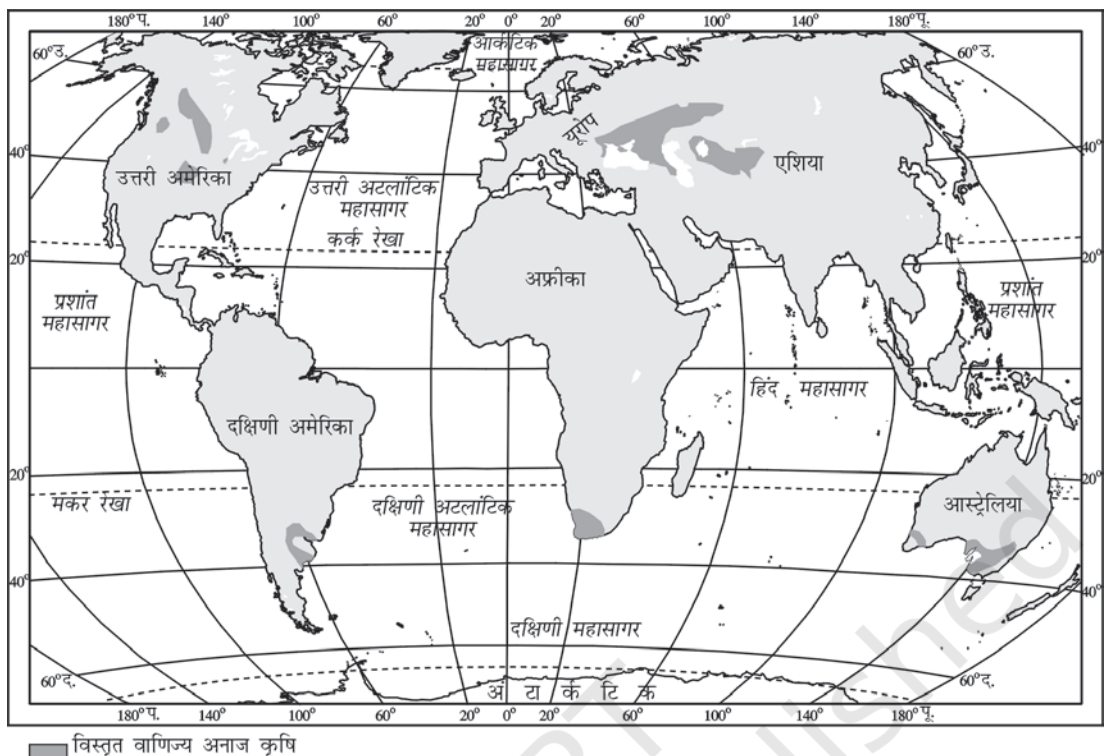 180° प. 140° 100° 60° 20° 0° 20° 60° 100° 140° 180° पू.
60° उ.
आर्कटिक
महासागर
60° उ.
यूरोप
40°
40°
एशिया
उत्तरी अमेरिका
उत्तरी अटलांटिक
महासागर
कर्क रेखा
20°
20°
अफ्रीका
प्रशांत
महासागर
प्रशांत
महासागर
हिंद महासागर
दक्षिणी अमेरिका
20°
20°
मकर रेखा
दक्षिणी अटलांटिक
महासागर
आस्ट्रेलिया
40°
40°
दक्षिणी महासागर
60° द.
60° द.
अं टा र्क टि क
180° प. 140° 100° 60° 20° 0° 20° 60° 100° 140° 180° पू.
विस्तृत वाणिज्य अनाज कृषि